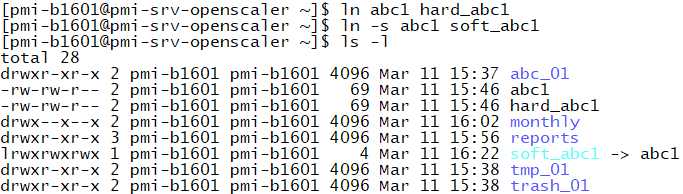 [pmi-b1601@pmi-srv-openscaler ~]$ ln abc1 hard_abc1
[pmi-b1601@pmi-srv-openscaler ~]$ ln -s abc1 soft_abc1
[pmi-b1601@pmi-srv-openscaler ~]$ ls -l
total 28
drwxr-xr-x 2 pmi-b1601 pmi-b1601 4096 Mar 11 15:37 abc_01
-rw-rw-r-- 2 pmi-b1601 pmi-b1601   69 Mar 11 15:46 abc1
-rw-rw-r-- 2 pmi-b1601 pmi-b1601   69 Mar 11 15:46 hard_abc1
drwx--x--x 2 pmi-b1601 pmi-b1601 4096 Mar 11 16:02 monthly
drwxr-xr-x 3 pmi-b1601 pmi-b1601 4096 Mar 11 15:56 reports
lrwxrwxrwx 1 pmi-b1601 pmi-b1601    4 Mar 11 16:22 soft_abc1 -> abc1
drwxr-xr-x 2 pmi-b1601 pmi-b1601 4096 Mar 11 15:38 tmp_01
drwxr-xr-x 2 pmi-b1601 pmi-b1601 4096 Mar 11 15:38 trash_01